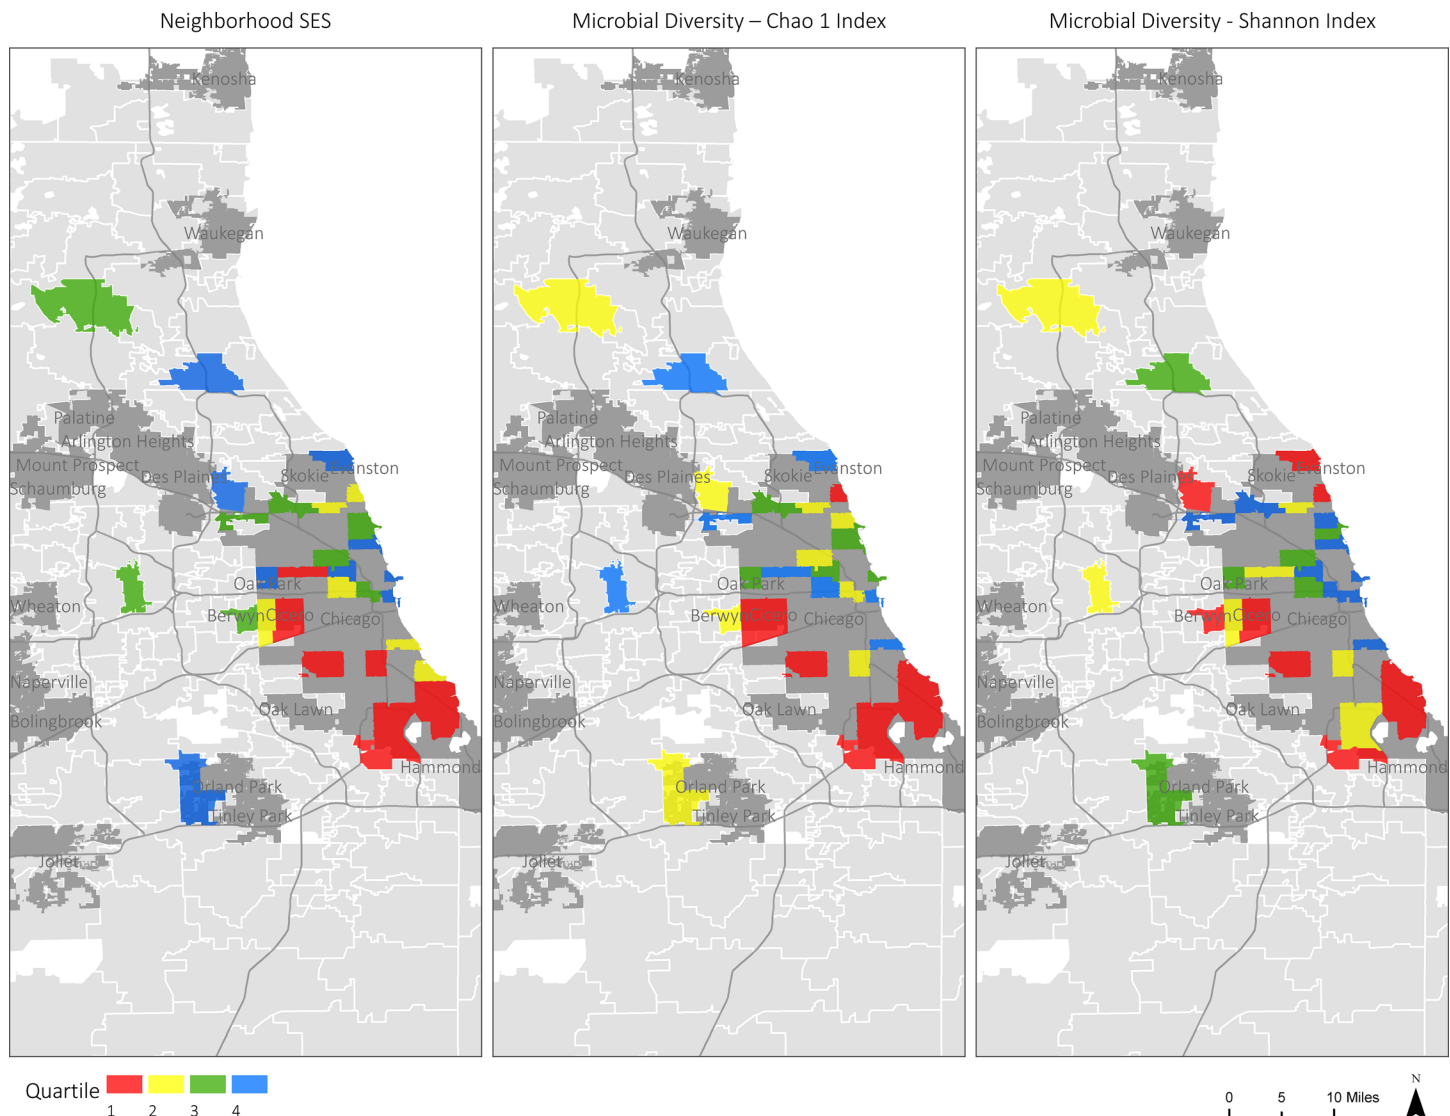 Neighborhood SES
Microbial Diversity – Chao 1 Index
Microbial Diversity - Shannon Index
Kenosha
Waukegan
Palatine
Arlington Heights
Mount Prospect
Des Plaines
Skokie
Evanston
Schaumburg
Oak Park
Wheaton
Berwyn
Cicero
Chicago
Naperville
Bolingbrook
Oak Lawn
Hammond
Orland Park
Tinley Park
Joliet
Kenosha
Waukegan
Palatine
Arlington Heights
Mount Prospect
Des Plaines
Skokie
Evanston
Schaumburg
Oak Park
Wheaton
Berwyn
Cicero
Chicago
Naperville
Bolingbrook
Oak Lawn
Hammond
Orland Park
Tinley Park
Joliet
Kenosha
Waukegan
Palatine
Arlington Heights
Mount Prospect
Des Plaines
Skokie
Evanston
Schaumburg
Oak Park
Wheaton
Berwyn
Cicero
Chicago
Naperville
Bolingbrook
Oak Lawn
Hammond
Orland Park
Tinley Park
Joliet
Quartile
1 2 3 4
0 5 10 Miles
N